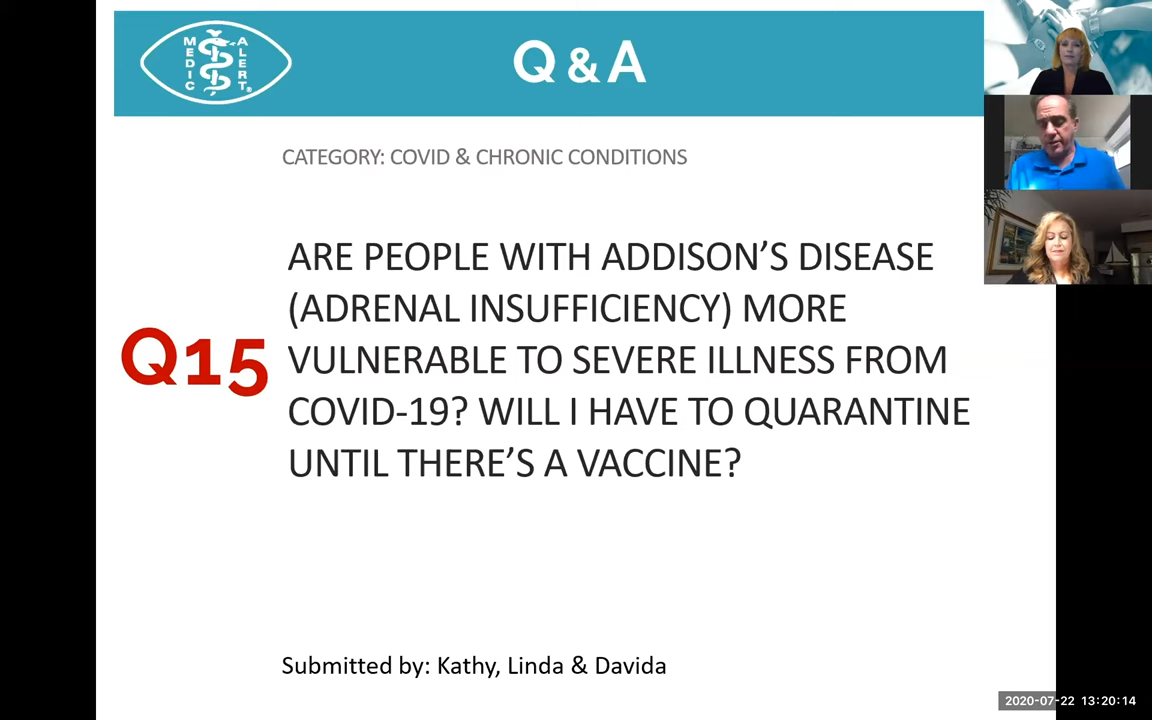 MEDIC ALERT®
Q & A
CATEGORY: COVID & CHRONIC CONDITIONS
Q15
ARE PEOPLE WITH ADDISON’S DISEASE
(ADRENAL INSUFFICIENCY) MORE
VULNERABLE TO SEVERE ILLNESS FROM
COVID-19? WILL I HAVE TO QUARANTINE
UNTIL THERE’S A VACCINE?
Submitted by: Kathy, Linda & Davida
2020-07-22 13:20:14